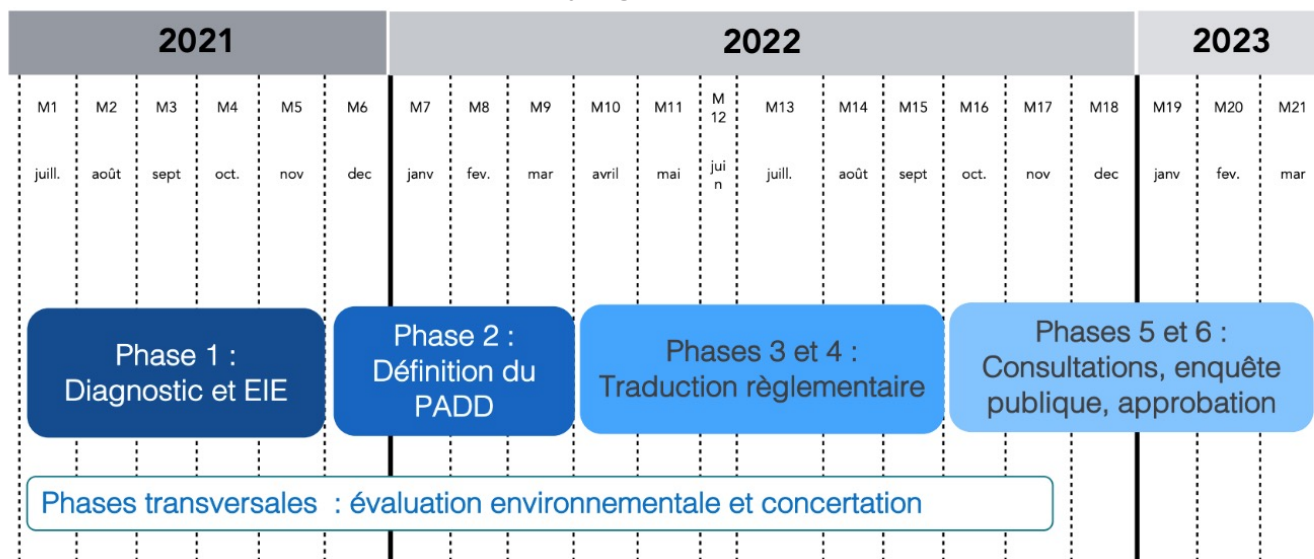 2021 2022 2023
M1 M2 M3 M4 M5 M6 M7 M8 M9 M10 M11 M 12 M13 M14 M15 M16 M17 M18 M19 M20 M21
juill. août sept oct. nov dec janv fev. mar avril mai jui n juill. août sept oct. nov dec janv fev. mar
Phase 1 :
Diagnostic et EIE
Phase 2 :
Définition du
PADD
Phases 3 et 4 :
Traduction règlementaire
Phases 5 et 6 :
Consultations, enquête
publique, approbation
Phases transversales : évaluation environnementale et concertation